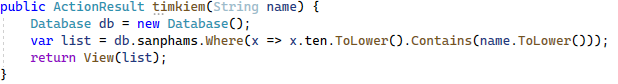 public ActionResult timkiem(String name) {
    Database db = new Database();
    var list = db.sanphams.Where(x => x.ten.ToLower().Contains(name.ToLower()));
    return View(list);
}